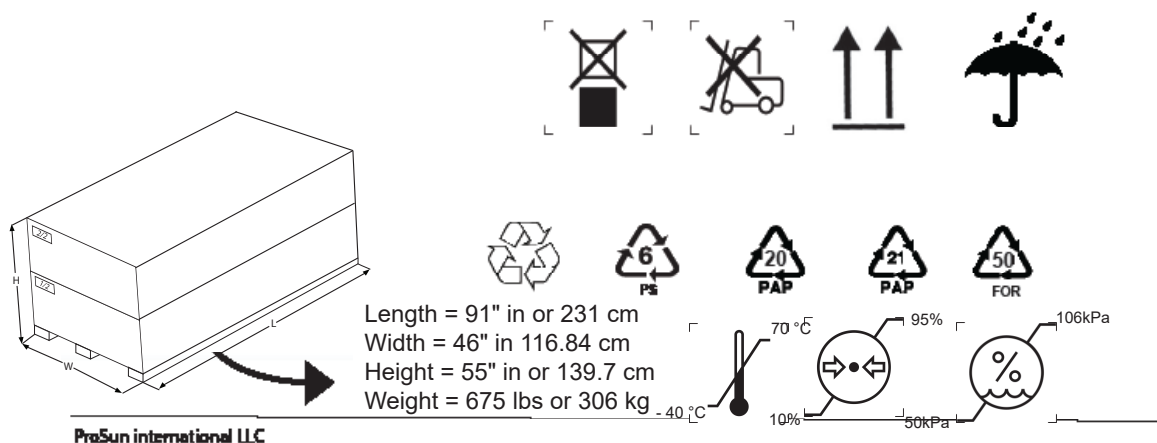 6
PS
20
PAP
21
PAP
50
FOR
H
W
L
Length = 91" in or 231 cm
Width = 46" in 116.84 cm
Height = 55" in or 139.7 cm
Weight = 675 lbs or 306 kg
70 °C
- 40 °C
95%
10%
106kPa
50kPa
%
ProSun international LLC